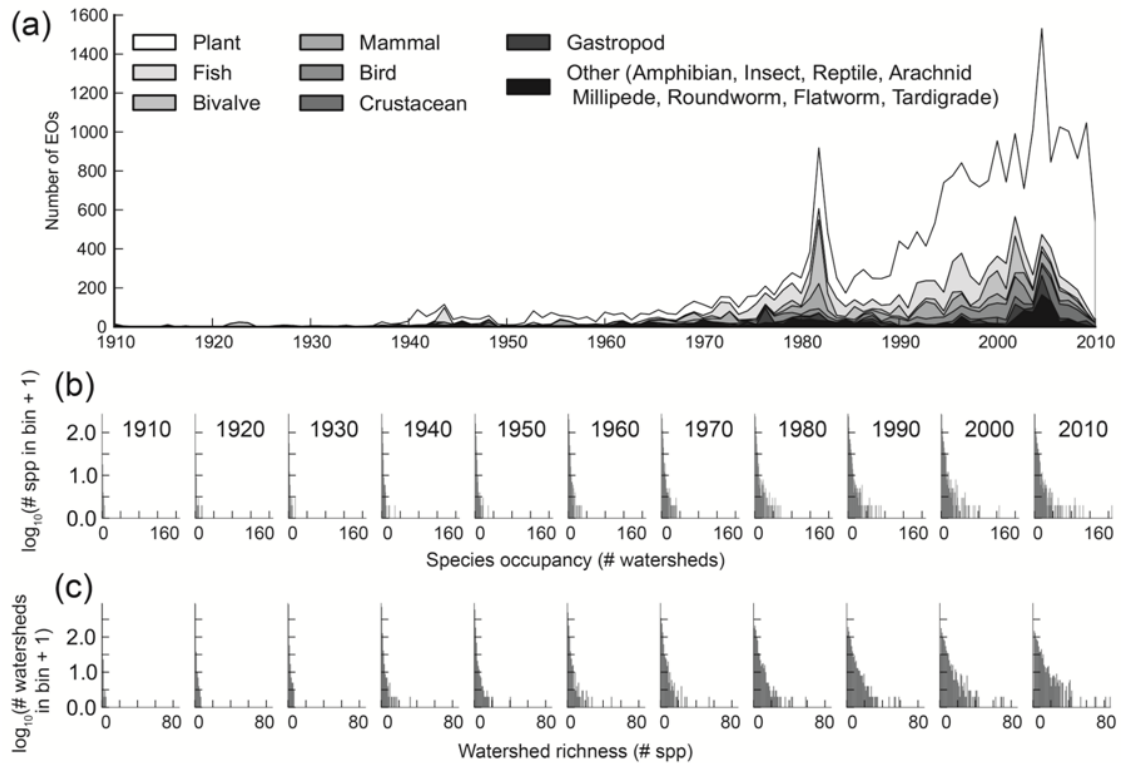 (a)
1600
1400
1200
1000
800
600
400
200
0
Number of EOs
Plant
Fish
Bivalve
Mammal
Bird
Crustacean
Gastropod
Other (Amphibian, Insect, Reptile, Arachnid
Millipede, Roundworm, Flatworm, Tardigrade)
1910 1920 1930 1940 1950 1960 1970 1980 1990 2000 2010
(b)
log10(# spp in bin + 1)
2.0
1.0
0.0
1910 1920 1930 1940 1950 1960 1970 1980 1990 2000 2010
0 160 0 160 0 160 0 160 0 160 0 160 0 160 0 160 0 160 0 160 0 160
Species occupancy (# watersheds)
(c)
log10(# watersheds
in bin + 1)
2.0
1.0
0.0
0 80 0 80 0 80 0 80 0 80 0 80 0 80 0 80 0 80 0 80 0 80
Watershed richness (# spp)